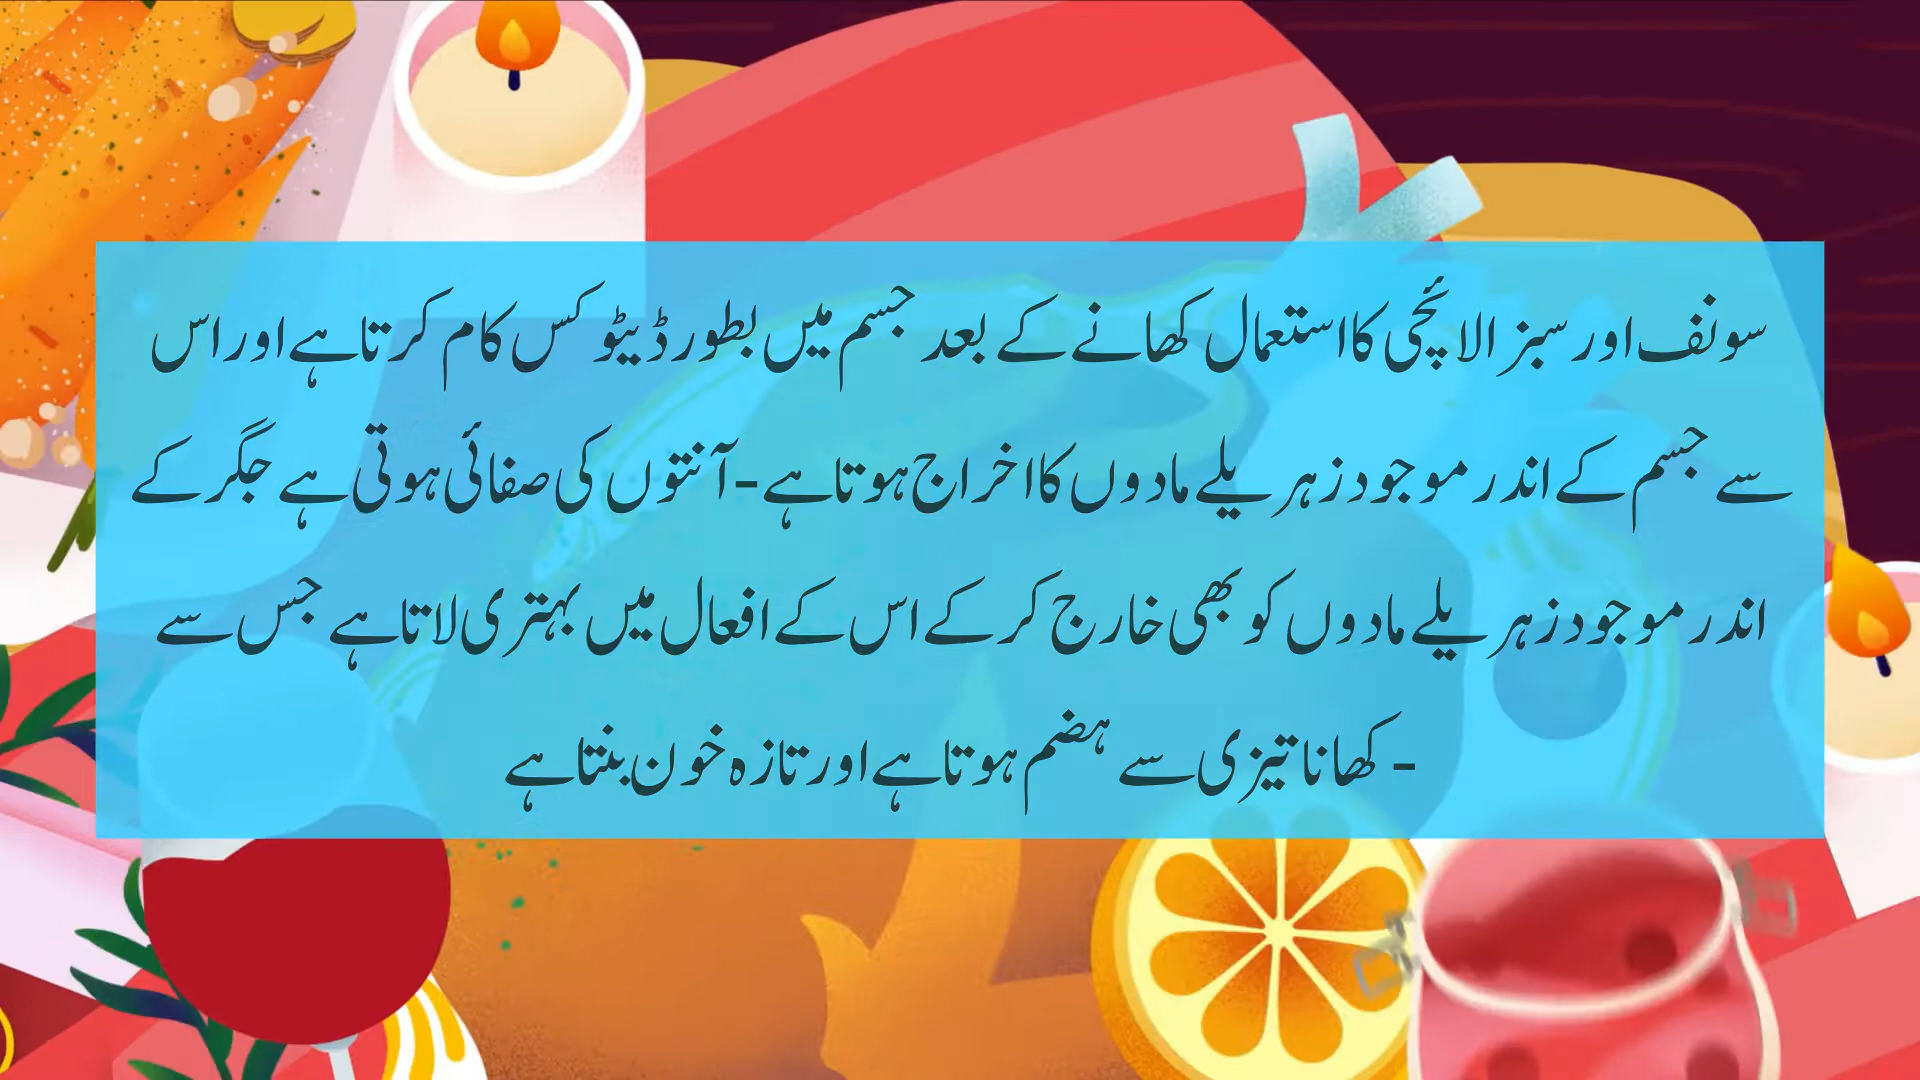 سونف اور سبز الائچی کا استعمال کھانے کے بعد جسم میں بطور ڈیٹوکس کام کرتا ہے اور اس
سے جسم کے اندر موجود زہریلے مادوں کا اخراج ہوتا ہے - آنتوں کی صفائی ہوتی ہے جگر کے
اندر موجود زہریلے مادوں کو بھی خارج کر کے اس کے افعال میں بہتری لاتا ہے جس سے
- کھانا تیزی سے ہضم ہوتا ہے اور تازہ خون بنتا ہے